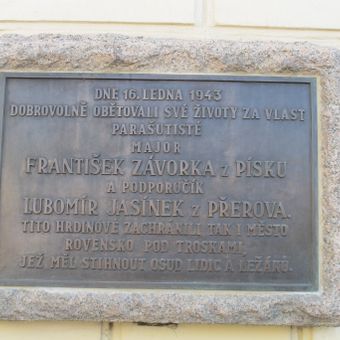 DNE 16. LEDNA 1943
DOBROVOLNĚ OBĚTOVALI SVÉ ŽIVOTY ZA VLAST
PARAŠUTISTÉ
MAJOR
FRANTIŠEK ZÁVORKA z PÍSKU
A PODPORUČÍK
LUBOMÍR JASÍNEK z PŘEROVA.
TITO HRDINOVÉ ZACHRÁNILI TAK I MĚSTO
ROVENSKO POD TROSKAMI,
JEŽ MĚL STIHNOUT OSUD LIDIC A LEŽÁKŮ.